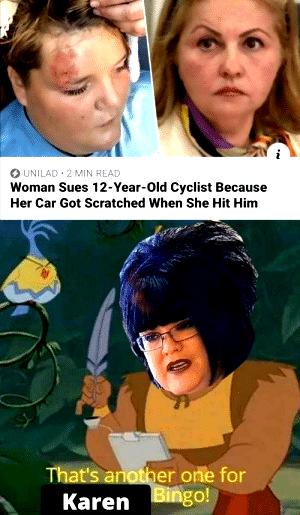 i
UNILAD • 2 MIN READ
Woman Sues 12-Year-Old Cyclist Because
Her Car Got Scratched When She Hit Him
That's another one for
Karen Bingo!